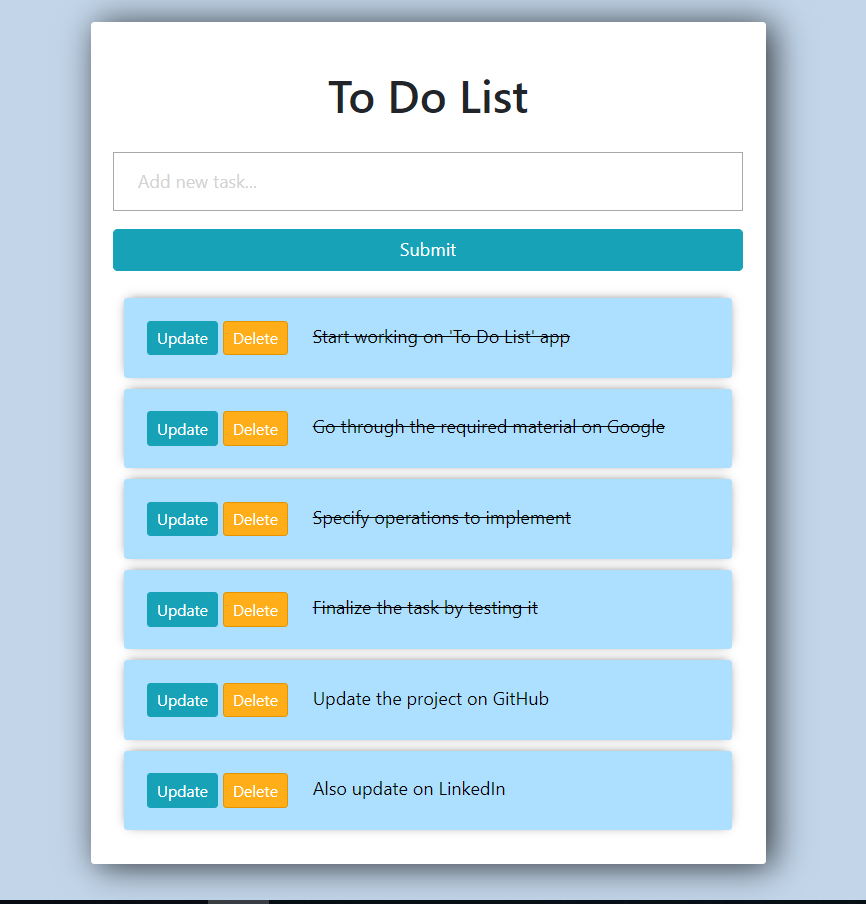 To Do List
Add new task...
Submit
Update Delete Start working on 'To Do List' app
Update Delete Go through the required material on Google
Update Delete Specify operations to implement
Update Delete Finalize the task by testing it
Update Delete Update the project on GitHub
Update Delete Also update on LinkedIn